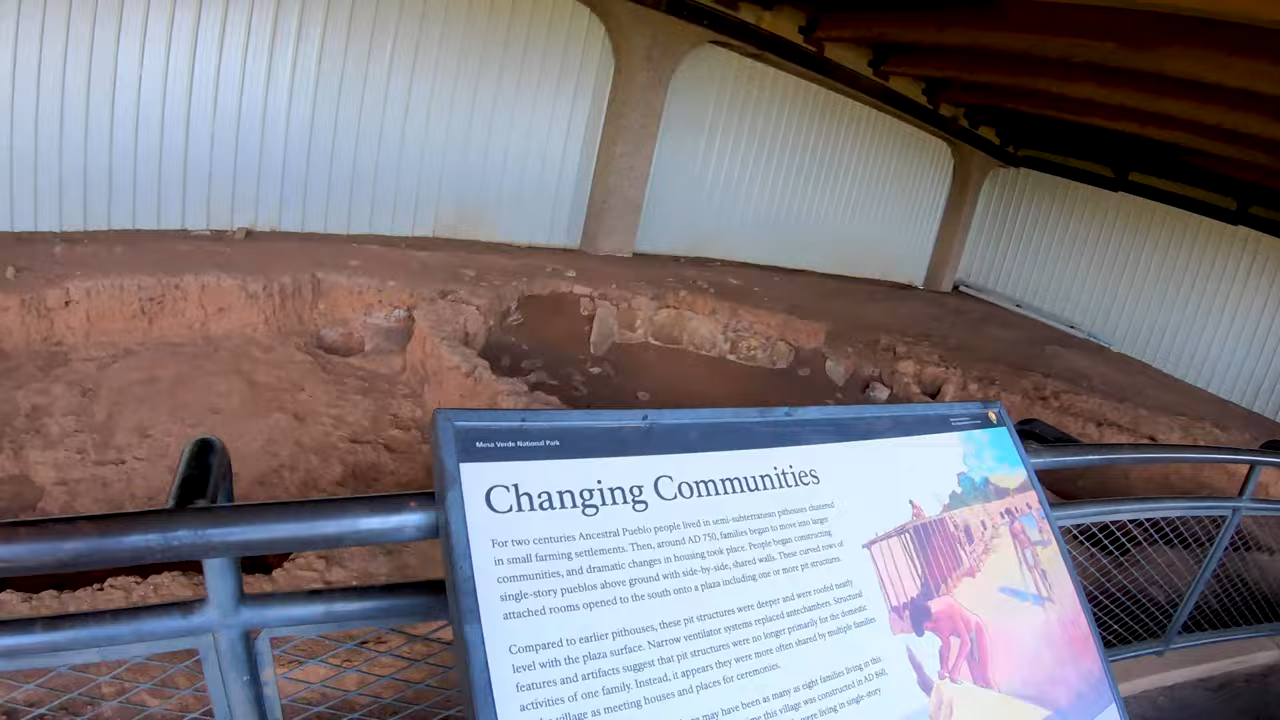 Mesa Verde National Park
Changing Communities
For two centuries Ancestral Pueblo people lived in semi-subterranean pithouses clustered
in small farming settlements. Then, around AD 750, families began to move into larger
communities, and dramatic changes in housing took place. People began constructing
single-story pueblos above ground with side-by-side, shared walls. These curved rows of
attached rooms opened to the south onto a plaza including one or more pit structures.
Compared to earlier pithouses, these pit structures were deeper and were roofed nearly
level with the plaza surface. Narrow ventilator systems replaced antechambers. Structural
features and artifacts suggest that pit structures were no longer primarily for the domestic
activities of one family. Instead, it appears they were more often shared by multiple families
village as meeting houses and places for ceremonies.
may have been as many as eight families living in this
this village was constructed in AD 860,
were living in single-story